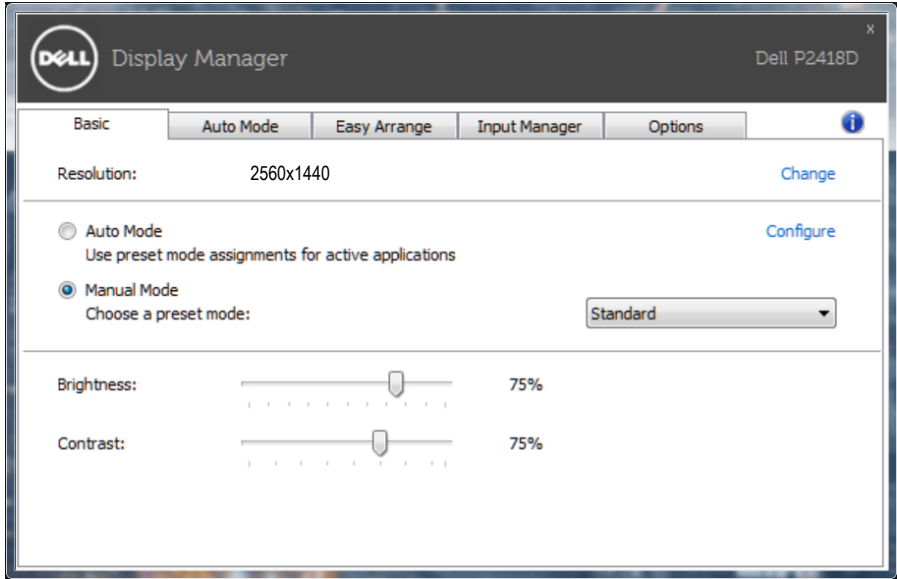 x
DELL Display Manager Dell P2418D
Basic Auto Mode Easy Arrange Input Manager Options i
Resolution: 2560x1440 Change
Auto Mode Configure
Use preset mode assignments for active applications
Manual Mode
Choose a preset mode: Standard
Brightness: 75%
Contrast: 75%